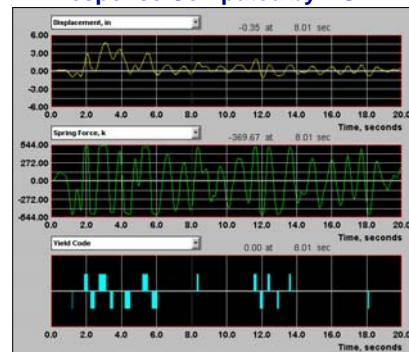 Computed by
Displacement, in -0.35 at 8.01 sec
6.00
3.00
0.00
-3.00
-6.00
0.0 2.0 4.0 6.0 8.0 10.0 12.0 14.0 16.0 18.0 20.0
Time, seconds
Spring Force, k -369.67 at 8.01 sec
544.00
272.00
0.00
-272.00
-544.00
0.0 2.0 4.0 6.0 8.0 10.0 12.0 14.0 16.0 18.0 20.0
Time, seconds
Yield Code 0.00 at 8.01 sec
0.0 2.0 4.0 6.0 8.0 10.0 12.0 14.0 16.0 18.0 20.0
Time, seconds